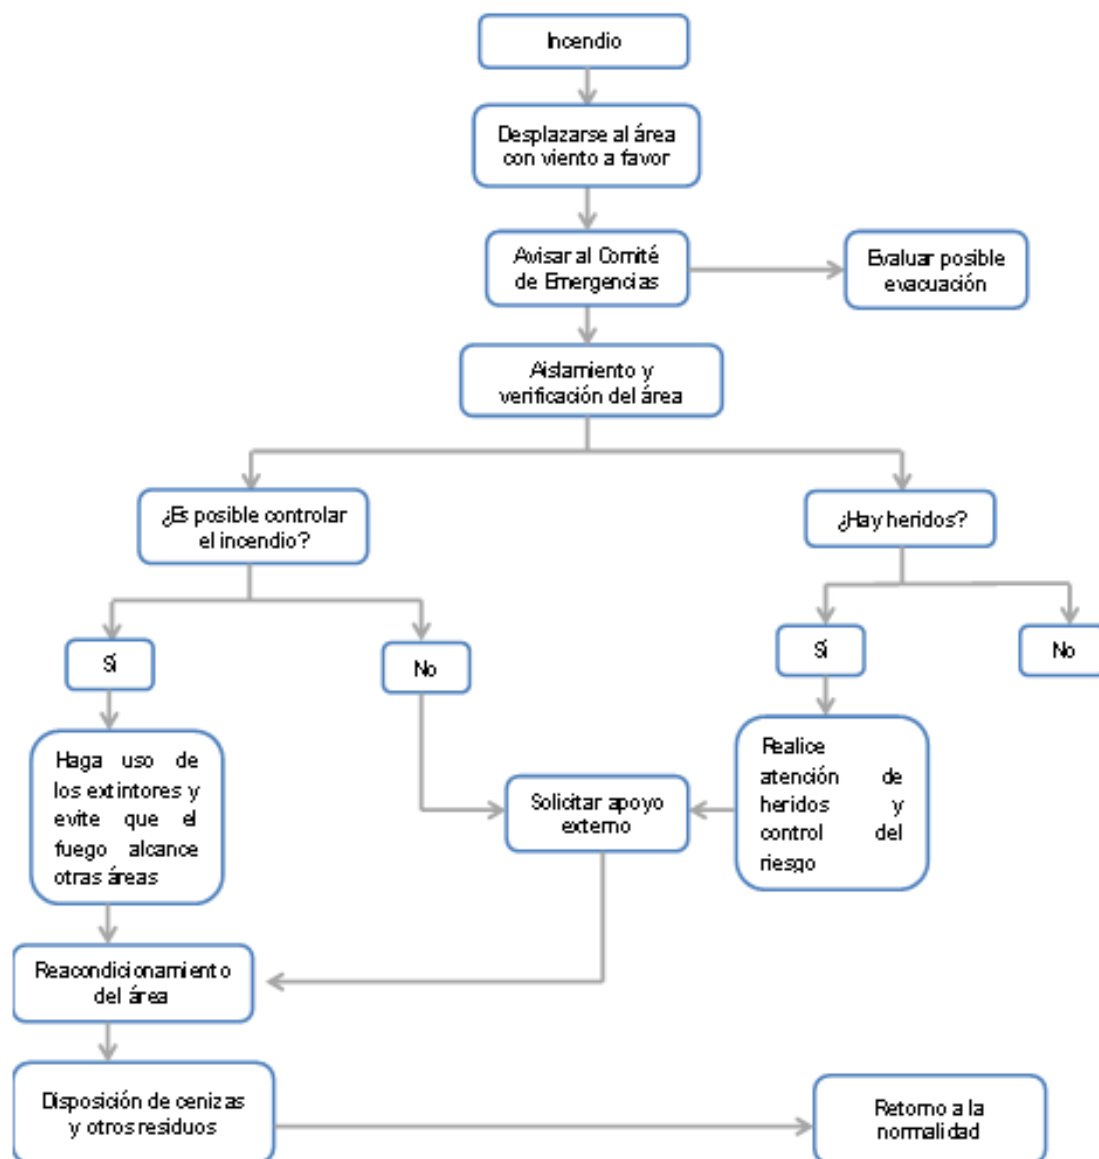 Incendio
Desplazarse al área
con viento a favor
Avisar al Comité
de Emergencias
Evaluar posible
evacuación
Aislamiento y
verificación del área
¿Es posible controlar
el incendio?
¿Hay heridos?
Sí
No
Sí
No
Haga uso de
los extintores y
evite que el
fuego alcance
otras áreas
Solicitar apoyo
externo
Realice
atención de
heridos y
control del
riesgo
Reacondicionamiento
del área
Disposición de cenizas
y otros residuos
Retorno a la
normalidad